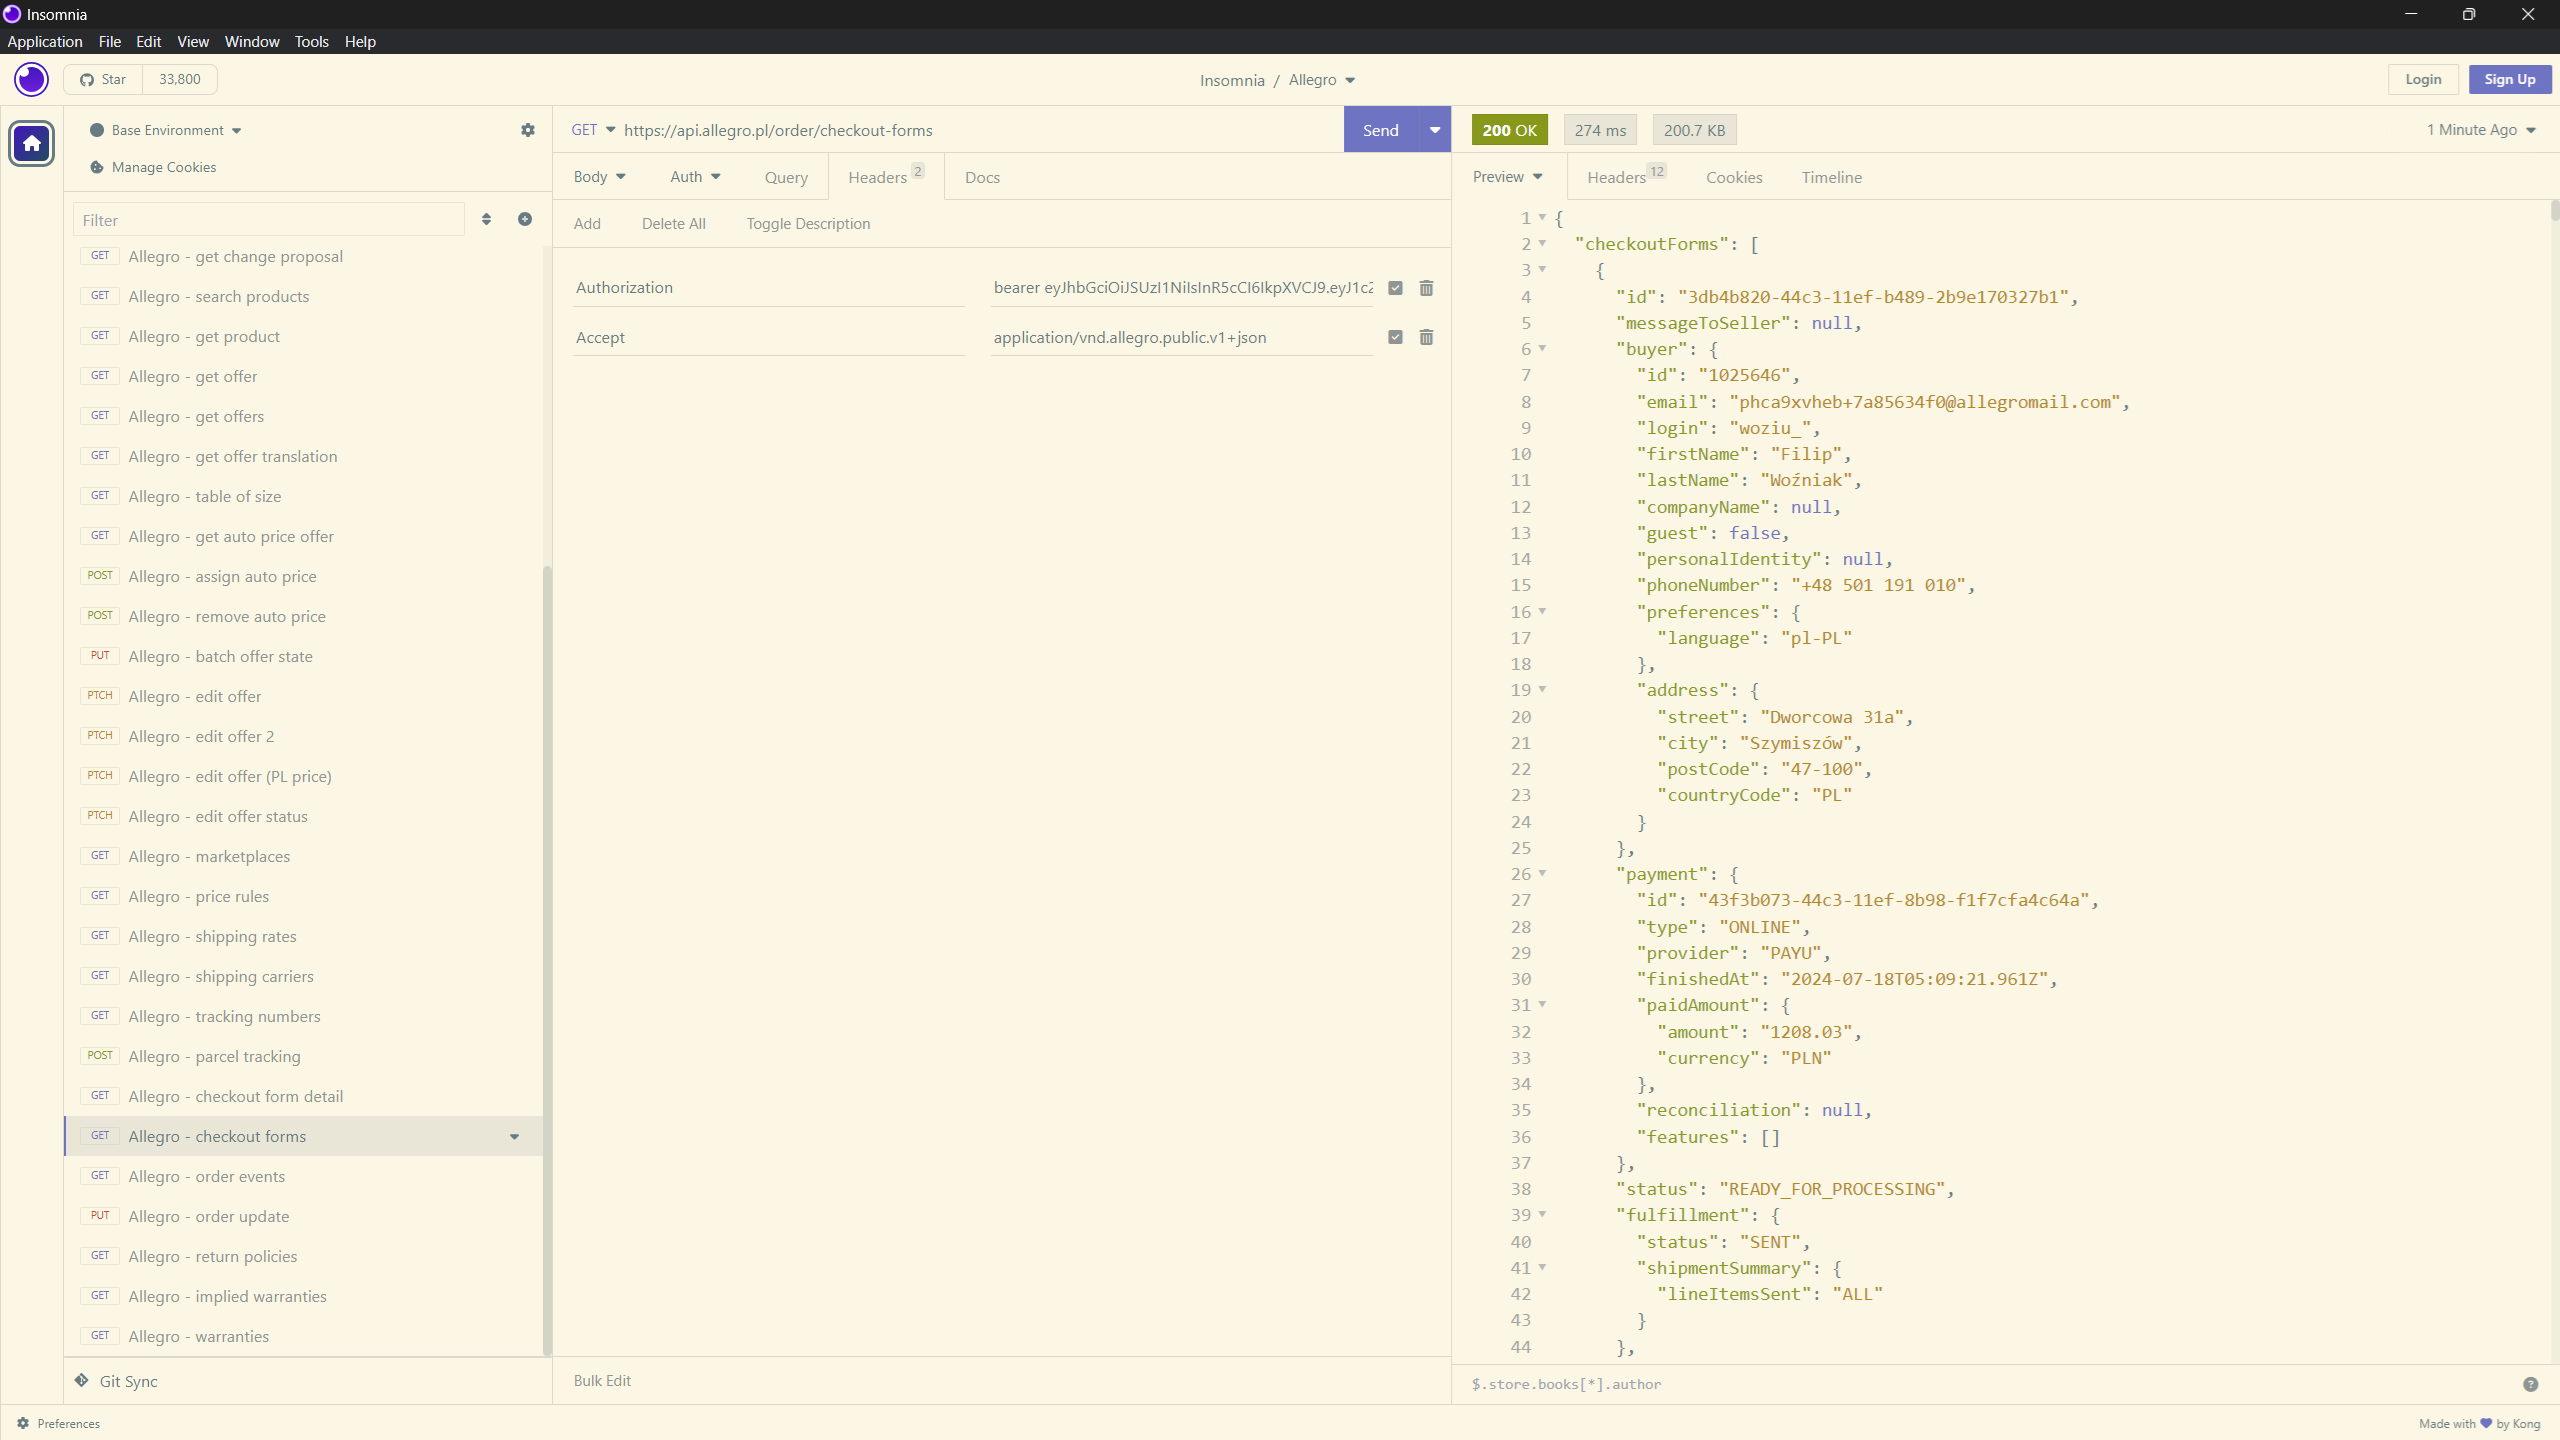 Insomnia
Application File Edit View Window Tools Help
Star 33,800
Insomnia / Allegro
Login Sign Up
Base Environment
Manage Cookies
Filter
GET Allegro - get change proposal
GET Allegro - search products
GET Allegro - get product
GET Allegro - get offer
GET Allegro - get offers
GET Allegro - get offer translation
GET Allegro - table of size
GET Allegro - get auto price offer
POST Allegro - assign auto price
POST Allegro - remove auto price
PUT Allegro - batch offer state
PTCH Allegro - edit offer
PTCH Allegro - edit offer 2
PTCH Allegro - edit offer (PL price)
PTCH Allegro - edit offer status
GET Allegro - marketplaces
GET Allegro - price rules
GET Allegro - shipping rates
GET Allegro - shipping carriers
GET Allegro - tracking numbers
POST Allegro - parcel tracking
GET Allegro - checkout form detail
GET Allegro - checkout forms
GET Allegro - order events
PUT Allegro - order update
GET Allegro - return policies
GET Allegro - implied warranties
GET Allegro - warranties
Git Sync
GET https://api.allegro.pl/order/checkout-forms Send
Body Auth Query Headers 2 Docs
Add Delete All Toggle Description
Authorization bearer eyJhbGciOiJSUzI1NiIsInR5cCI6IkpXVCJ9.eyJ1c2
Accept application/vnd.allegro.public.v1+json
Bulk Edit
200 OK 274 ms 200.7 KB 1 Minute Ago
Preview Headers 12 Cookies Timeline
1 {
2 "checkoutForms": [
3 {
4 "id": "3db4b820-44c3-11ef-b489-2b9e170327b1",
5 "messageToSeller": null,
6 "buyer": {
7 "id": "1025646",
8 "email": "phca9xvheb+7a85634f0@allegromail.com",
9 "login": "woziu_",
10 "firstName": "Filip",
11 "lastName": "Woźniak",
12 "companyName": null,
13 "guest": false,
14 "personalIdentity": null,
15 "phoneNumber": "+48 501 191 010",
16 "preferences": {
17 "language": "pl-PL"
18 },
19 "address": {
20 "street": "Dworcowa 31a",
21 "city": "Szymiszów",
22 "postCode": "47-100",
23 "countryCode": "PL"
24 }
25 },
26 "payment": {
27 "id": "43f3b073-44c3-11ef-8b98-f1f7cfa4c64a",
28 "type": "ONLINE",
29 "provider": "PAYU",
30 "finishedAt": "2024-07-18T05:09:21.961Z",
31 "paidAmount": {
32 "amount": "1208.03",
33 "currency": "PLN"
34 },
35 "reconciliation": null,
36 "features": []
37 },
38 "status": "READY_FOR_PROCESSING",
39 "fulfillment": {
40 "status": "SENT",
41 "shipmentSummary": {
42 "lineItemsSent": "ALL"
43 }
44 },
$.store.books[*].author
Preferences
Made with by Kong